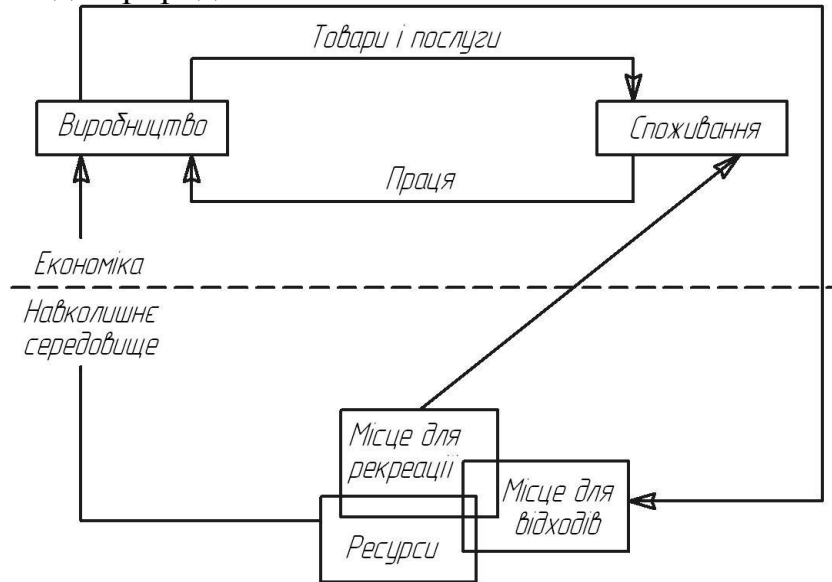 Товари і послуги
Виробництво
Споживання
Праця
Економіка
Навколишнє
середовище
Місце для
рекреації
Місце для
відходів
Ресурси